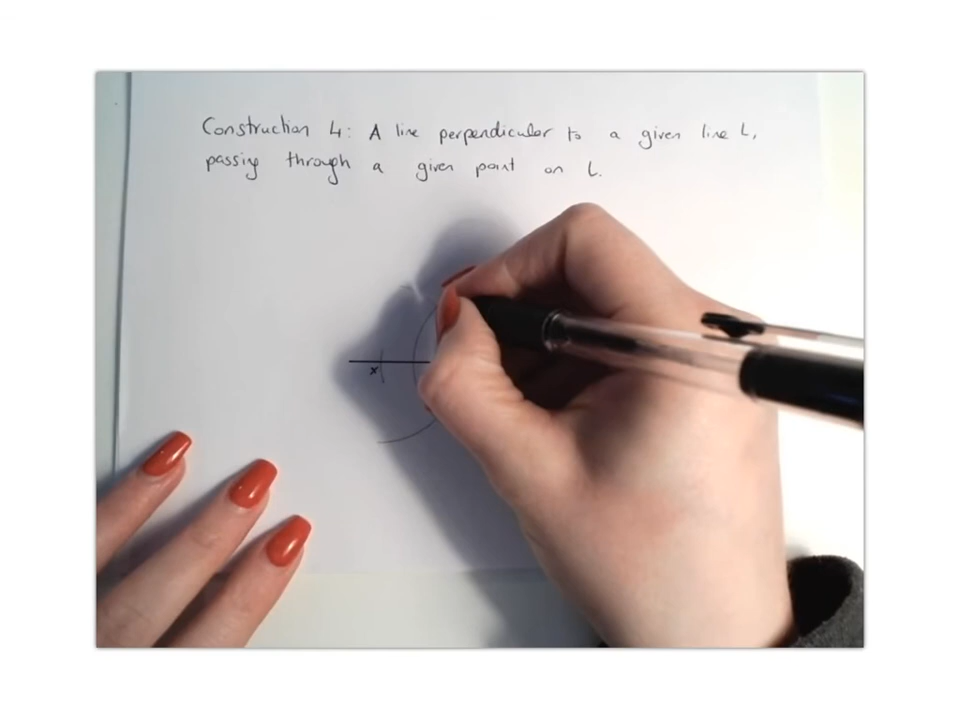 Construction 4: A line perpendicular to a given line L,
passing through a given point on L.
x